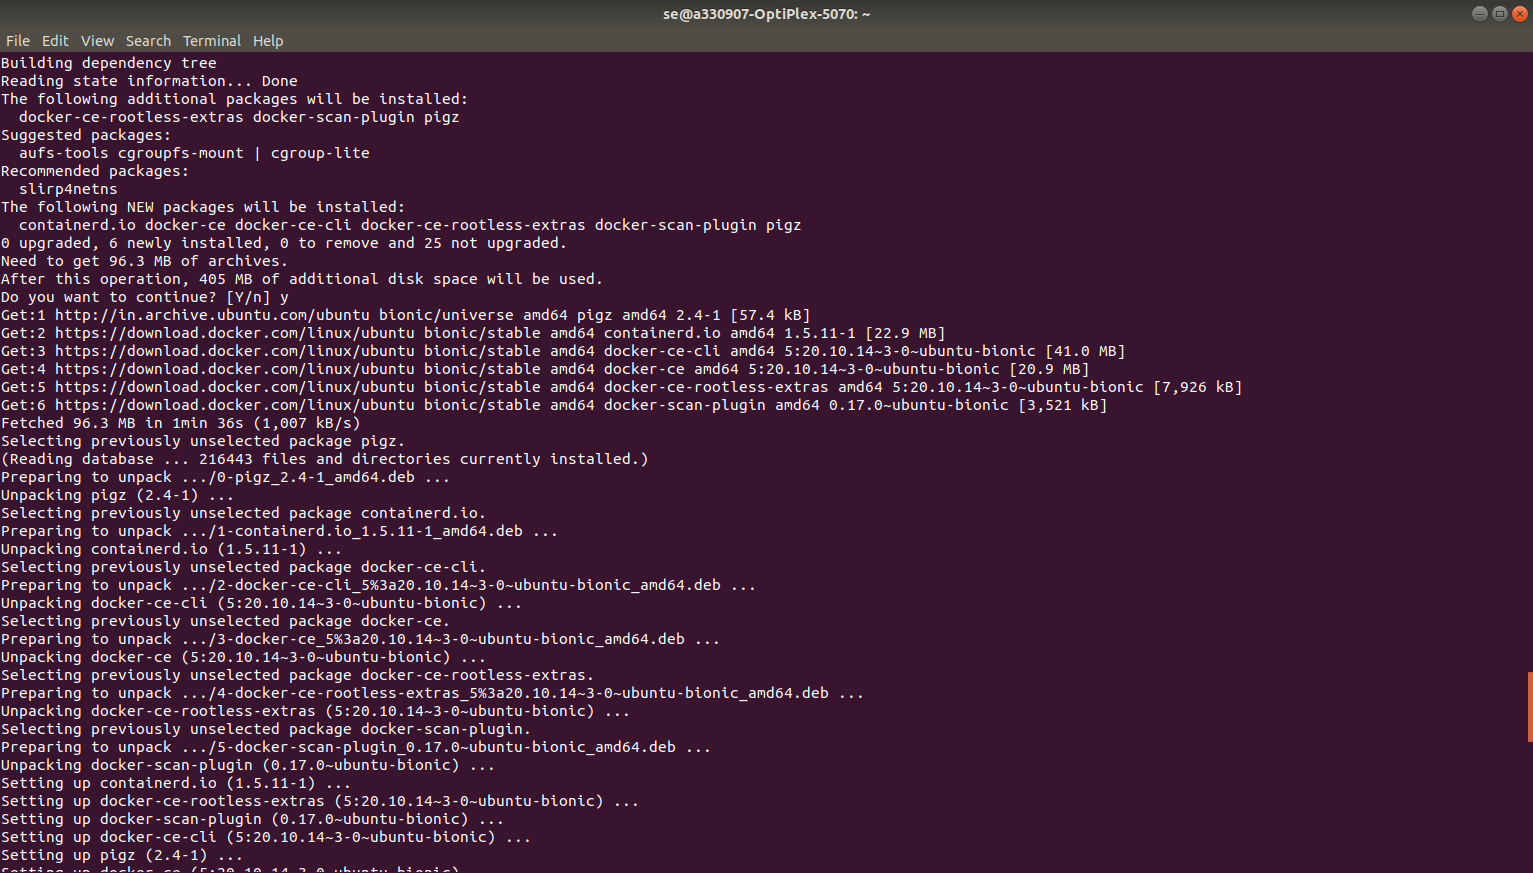 se@a330907-OptiPlex-5070: ~
File Edit View Search Terminal Help
Building dependency tree
Reading state information... Done
The following additional packages will be installed:
  docker-ce-rootless-extras docker-scan-plugin pigz
Suggested packages:
  aufs-tools cgroupfs-mount | cgroup-lite
Recommended packages:
  slirp4netns
The following NEW packages will be installed:
  containerd.io docker-ce docker-ce-cli docker-ce-rootless-extras docker-scan-plugin pigz
0 upgraded, 6 newly installed, 0 to remove and 25 not upgraded.
Need to get 96.3 MB of archives.
After this operation, 405 MB of additional disk space will be used.
Do you want to continue? [Y/n] y
Get:1 http://in.archive.ubuntu.com/ubuntu bionic/universe amd64 pigz amd64 2.4-1 [57.4 kB]
Get:2 https://download.docker.com/linux/ubuntu bionic/stable amd64 containerd.io amd64 1.5.11-1 [22.9 MB]
Get:3 https://download.docker.com/linux/ubuntu bionic/stable amd64 docker-ce-cli amd64 5:20.10.14~3-0~ubuntu-bionic [41.0 MB]
Get:4 https://download.docker.com/linux/ubuntu bionic/stable amd64 docker-ce amd64 5:20.10.14~3-0~ubuntu-bionic [20.9 MB]
Get:5 https://download.docker.com/linux/ubuntu bionic/stable amd64 docker-ce-rootless-extras amd64 5:20.10.14~3-0~ubuntu-bionic [7,926 kB]
Get:6 https://download.docker.com/linux/ubuntu bionic/stable amd64 docker-scan-plugin amd64 0.17.0~ubuntu-bionic [3,521 kB]
Fetched 96.3 MB in 1min 36s (1,007 kB/s)
Selecting previously unselected package pigz.
(Reading database ... 216443 files and directories currently installed.)
Preparing to unpack .../0-pigz_2.4-1_amd64.deb ...
Unpacking pigz (2.4-1) ...
Selecting previously unselected package containerd.io.
Preparing to unpack .../1-containerd.io_1.5.11-1_amd64.deb ...
Unpacking containerd.io (1.5.11-1) ...
Selecting previously unselected package docker-ce-cli.
Preparing to unpack .../2-docker-ce-cli_5%3a20.10.14~3-0~ubuntu-bionic_amd64.deb ...
Unpacking docker-ce-cli (5:20.10.14~3-0~ubuntu-bionic) ...
Selecting previously unselected package docker-ce.
Preparing to unpack .../3-docker-ce_5%3a20.10.14~3-0~ubuntu-bionic_amd64.deb ...
Unpacking docker-ce (5:20.10.14~3-0~ubuntu-bionic) ...
Selecting previously unselected package docker-ce-rootless-extras.
Preparing to unpack .../4-docker-ce-rootless-extras_5%3a20.10.14~3-0~ubuntu-bionic_amd64.deb ...
Unpacking docker-ce-rootless-extras (5:20.10.14~3-0~ubuntu-bionic) ...
Selecting previously unselected package docker-scan-plugin.
Preparing to unpack .../5-docker-scan-plugin_0.17.0~ubuntu-bionic_amd64.deb ...
Unpacking docker-scan-plugin (0.17.0~ubuntu-bionic) ...
Setting up containerd.io (1.5.11-1) ...
Setting up docker-ce-rootless-extras (5:20.10.14~3-0~ubuntu-bionic) ...
Setting up docker-scan-plugin (0.17.0~ubuntu-bionic) ...
Setting up docker-ce-cli (5:20.10.14~3-0~ubuntu-bionic) ...
Setting up pigz (2.4-1) ...